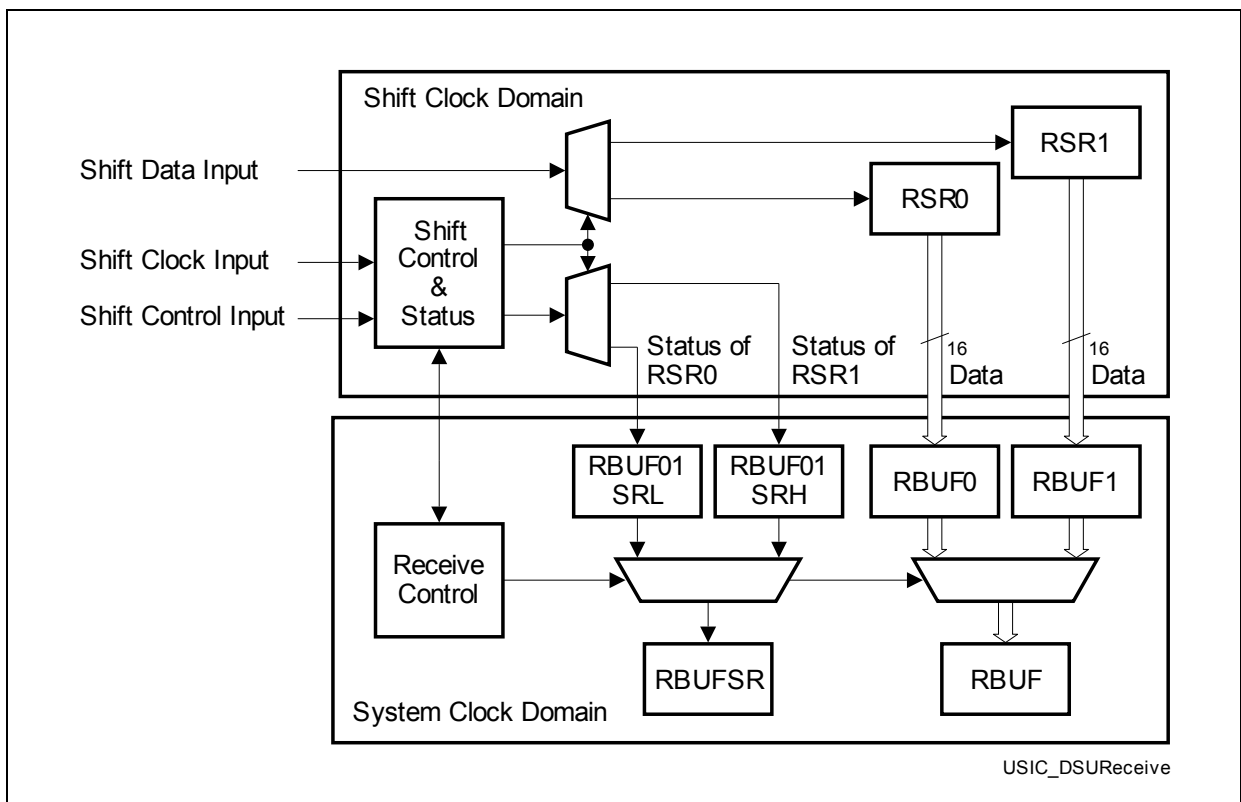 Shift Clock Domain
RSR1
Shift Data Input
RSR0
Shift
Control
&
Status
Shift Clock Input
Shift Control Input
Status of
RSR0
Status of
RSR1
16
Data
16
Data
RBUF01
SRL
RBUF01
SRH
RBUF0
RBUF1
Receive
Control
RBUFSR
RBUF
System Clock Domain
USIC_DSUReceive